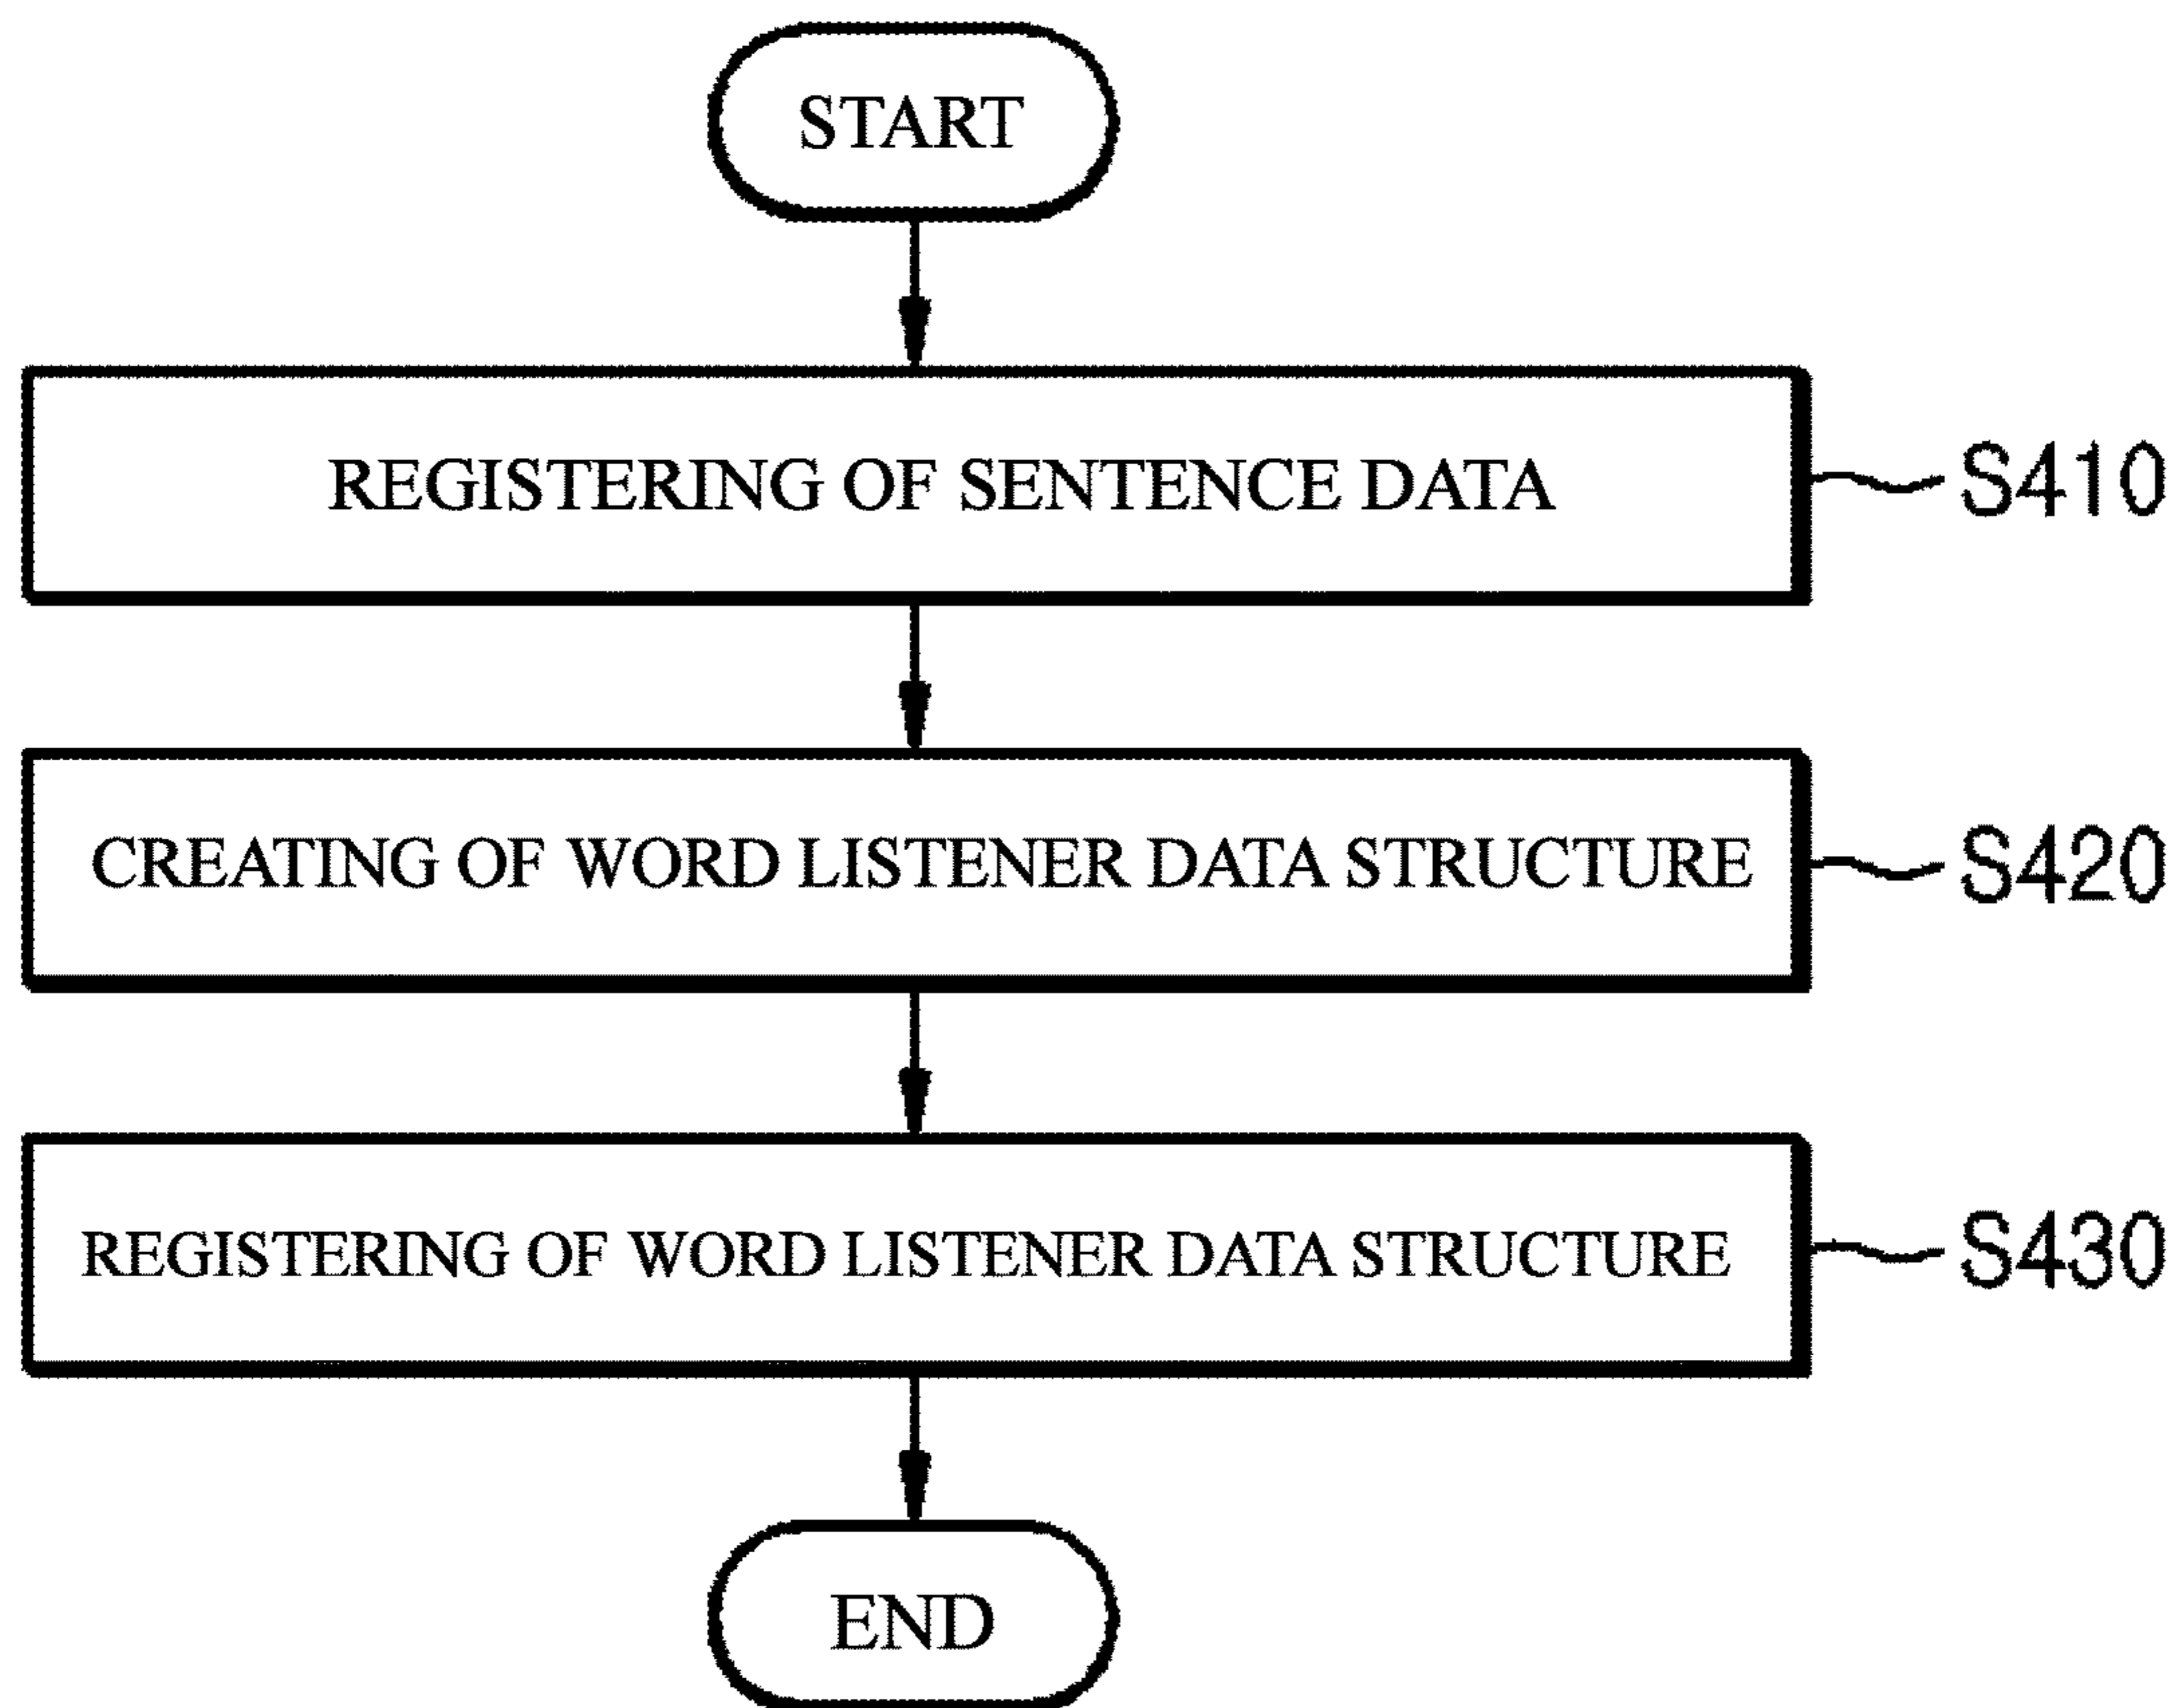 START
REGISTERING OF SENTENCE DATA
S410
CREATING OF WORD LISTENER DATA STRUCTURE
S420
REGISTERING OF WORD LISTENER DATA STRUCTURE
S430
END